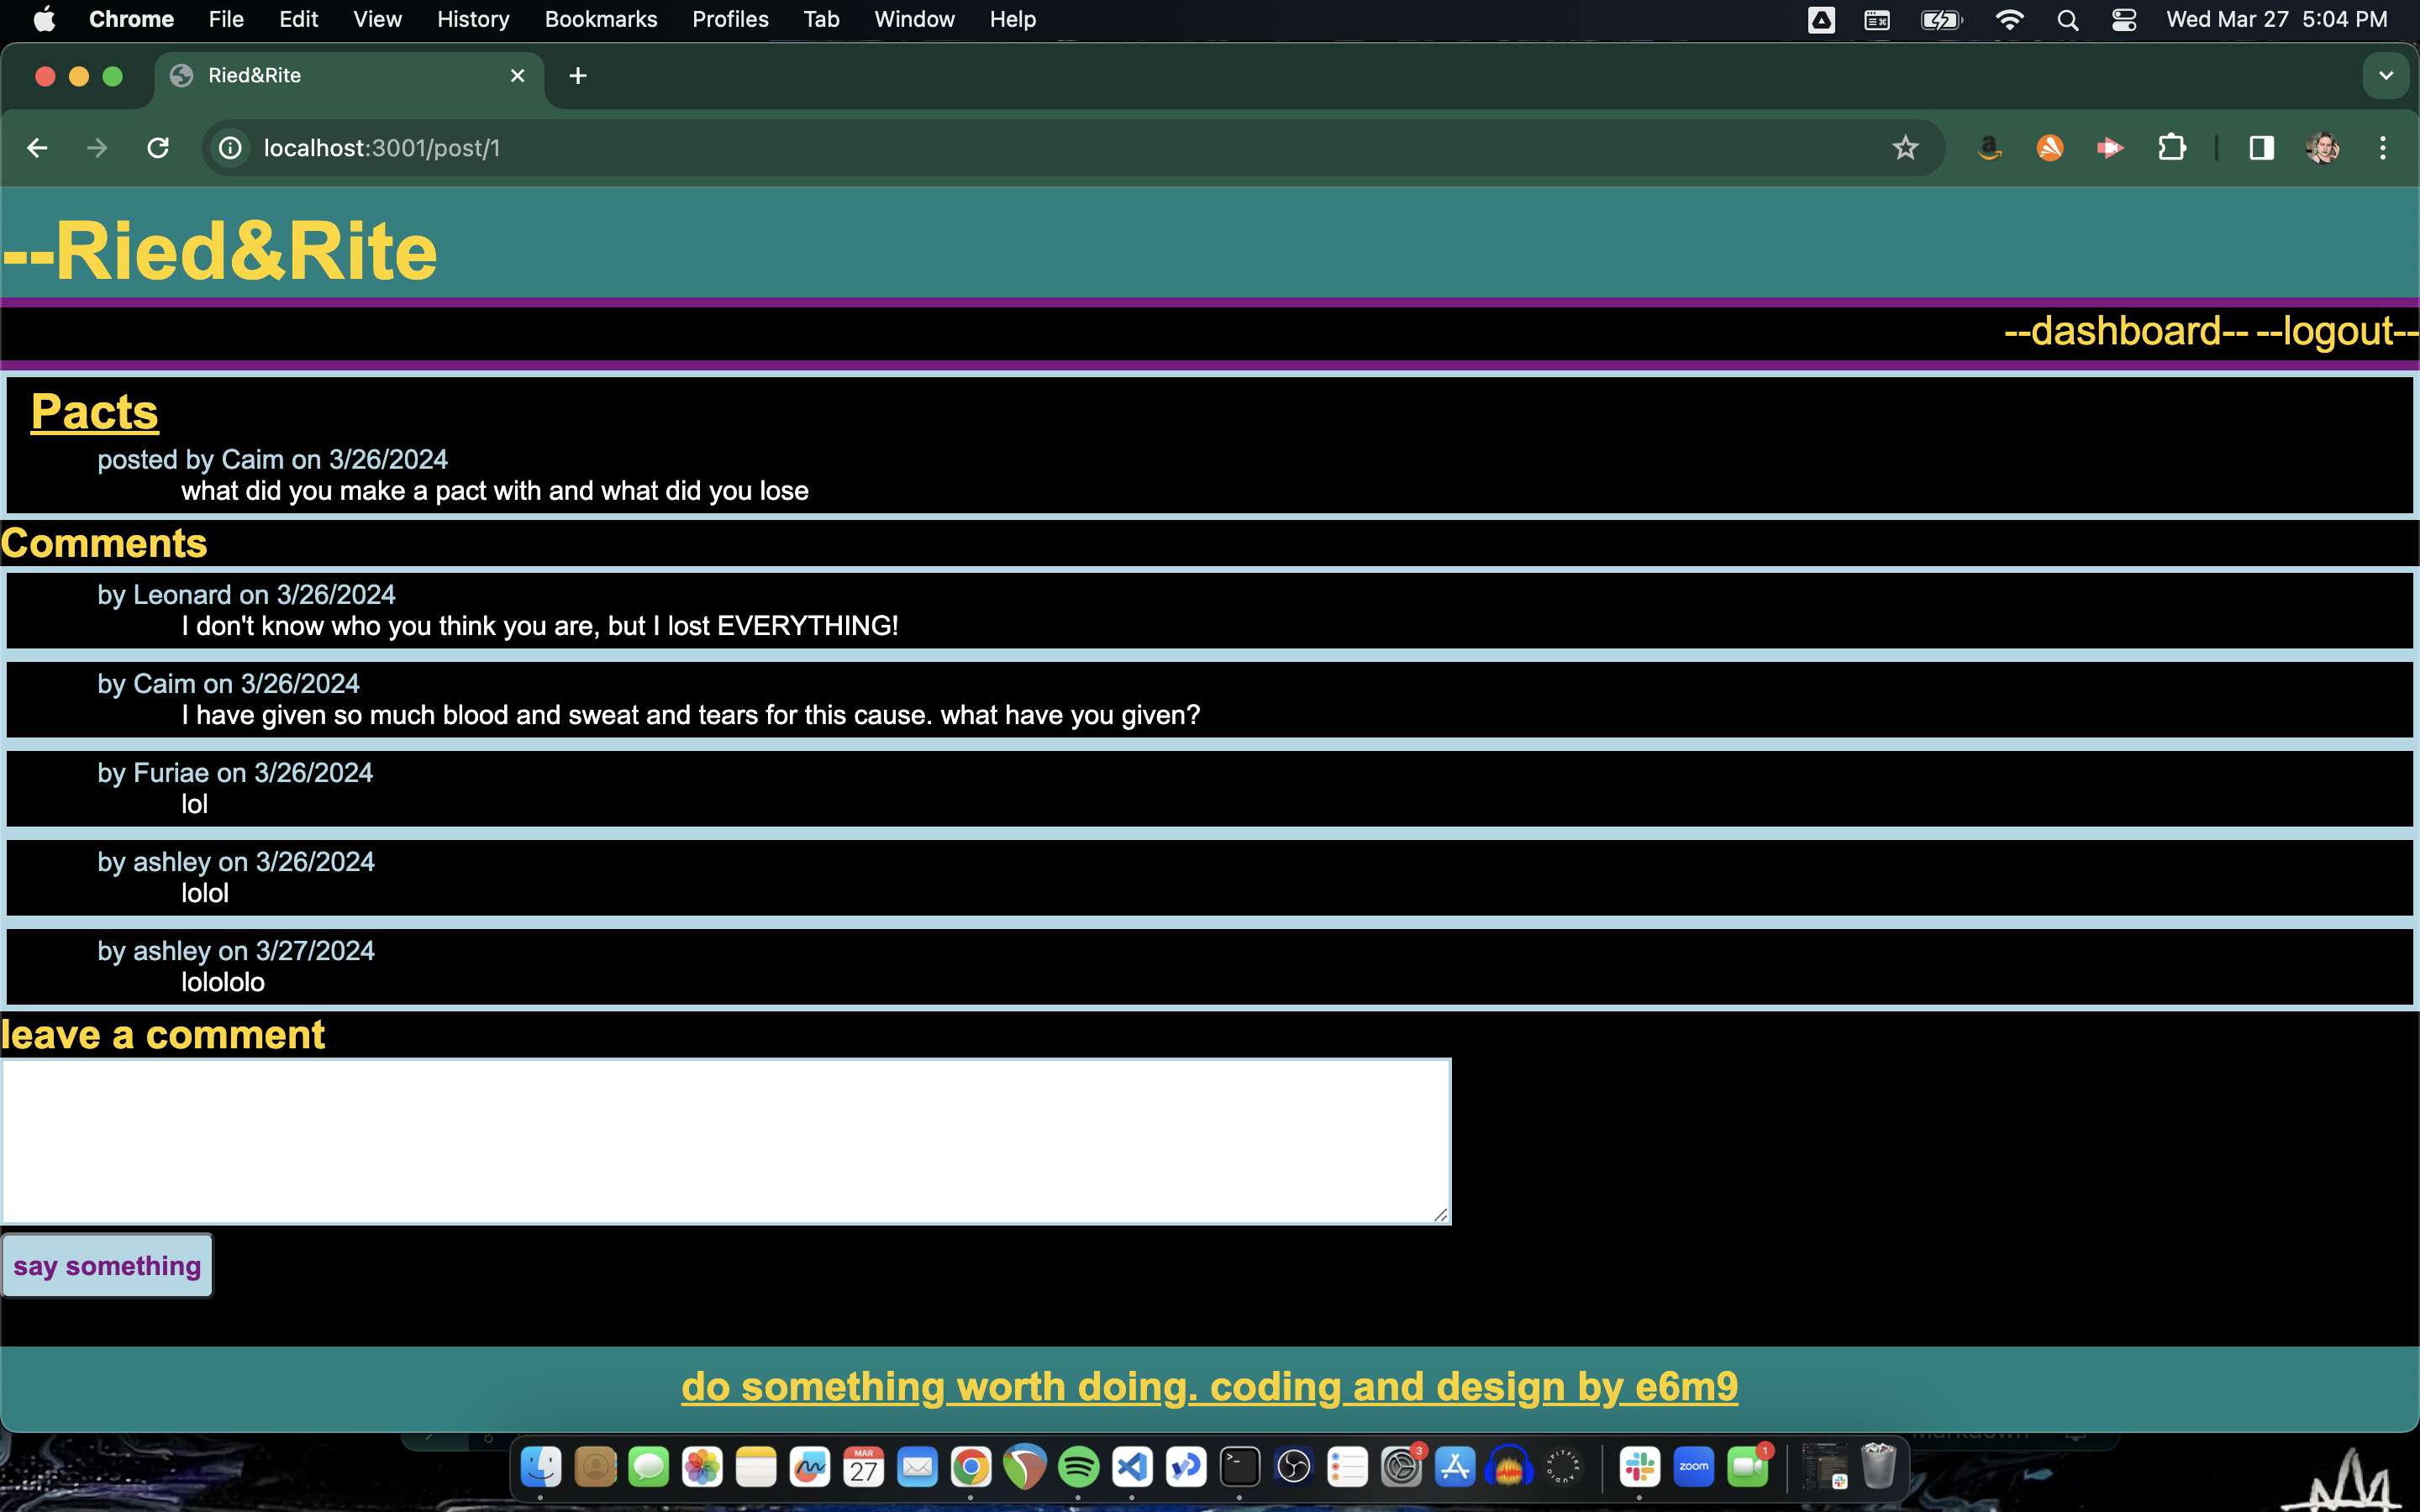 Chrome File Edit View History Bookmarks Profiles Tab Window Help Wed Mar 27 5:04 PM
Ried&Rite
localhost:3001/post/1
--Ried&Rite
--dashboard-- --logout--
Pacts
posted by Caim on 3/26/2024
what did you make a pact with and what did you lose
Comments
by Leonard on 3/26/2024
I don't know who you think you are, but I lost EVERYTHING!
by Caim on 3/26/2024
I have given so much blood and sweat and tears for this cause. what have you given?
by Furiae on 3/26/2024
lol
by ashley on 3/26/2024
lolol
by ashley on 3/27/2024
lolololo
leave a comment
say something
do something worth doing. coding and design by e6m9
MAR
27
3
zoom
1